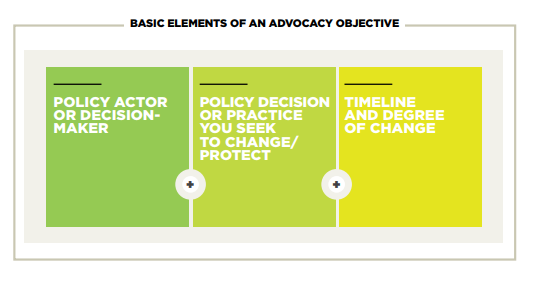 BASIC ELEMENTS OF AN ADVOCACY OBJECTIVE
POLICY ACTOR
OR DECISION-
MAKER
POLICY DECISION
OR PRACTICE
YOU SEEK
TO CHANGE/
PROTECT
TIMELINE
AND DEGREE
OF CHANGE
+
+